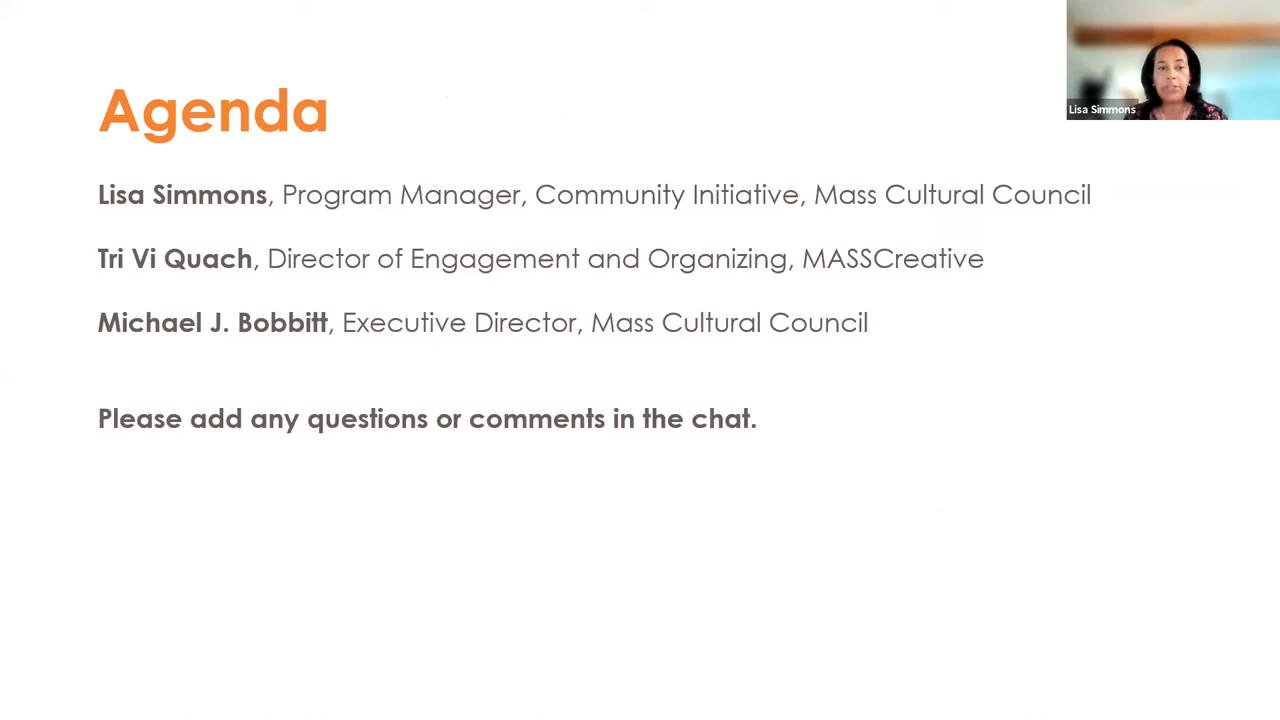 Agenda
Lisa Simmons, Program Manager, Community Initiative, Mass Cultural Council
Tri Vi Quach, Director of Engagement and Organizing, MASSCreative
Michael J. Bobbitt, Executive Director, Mass Cultural Council
Please add any questions or comments in the chat.
Lisa Simmons